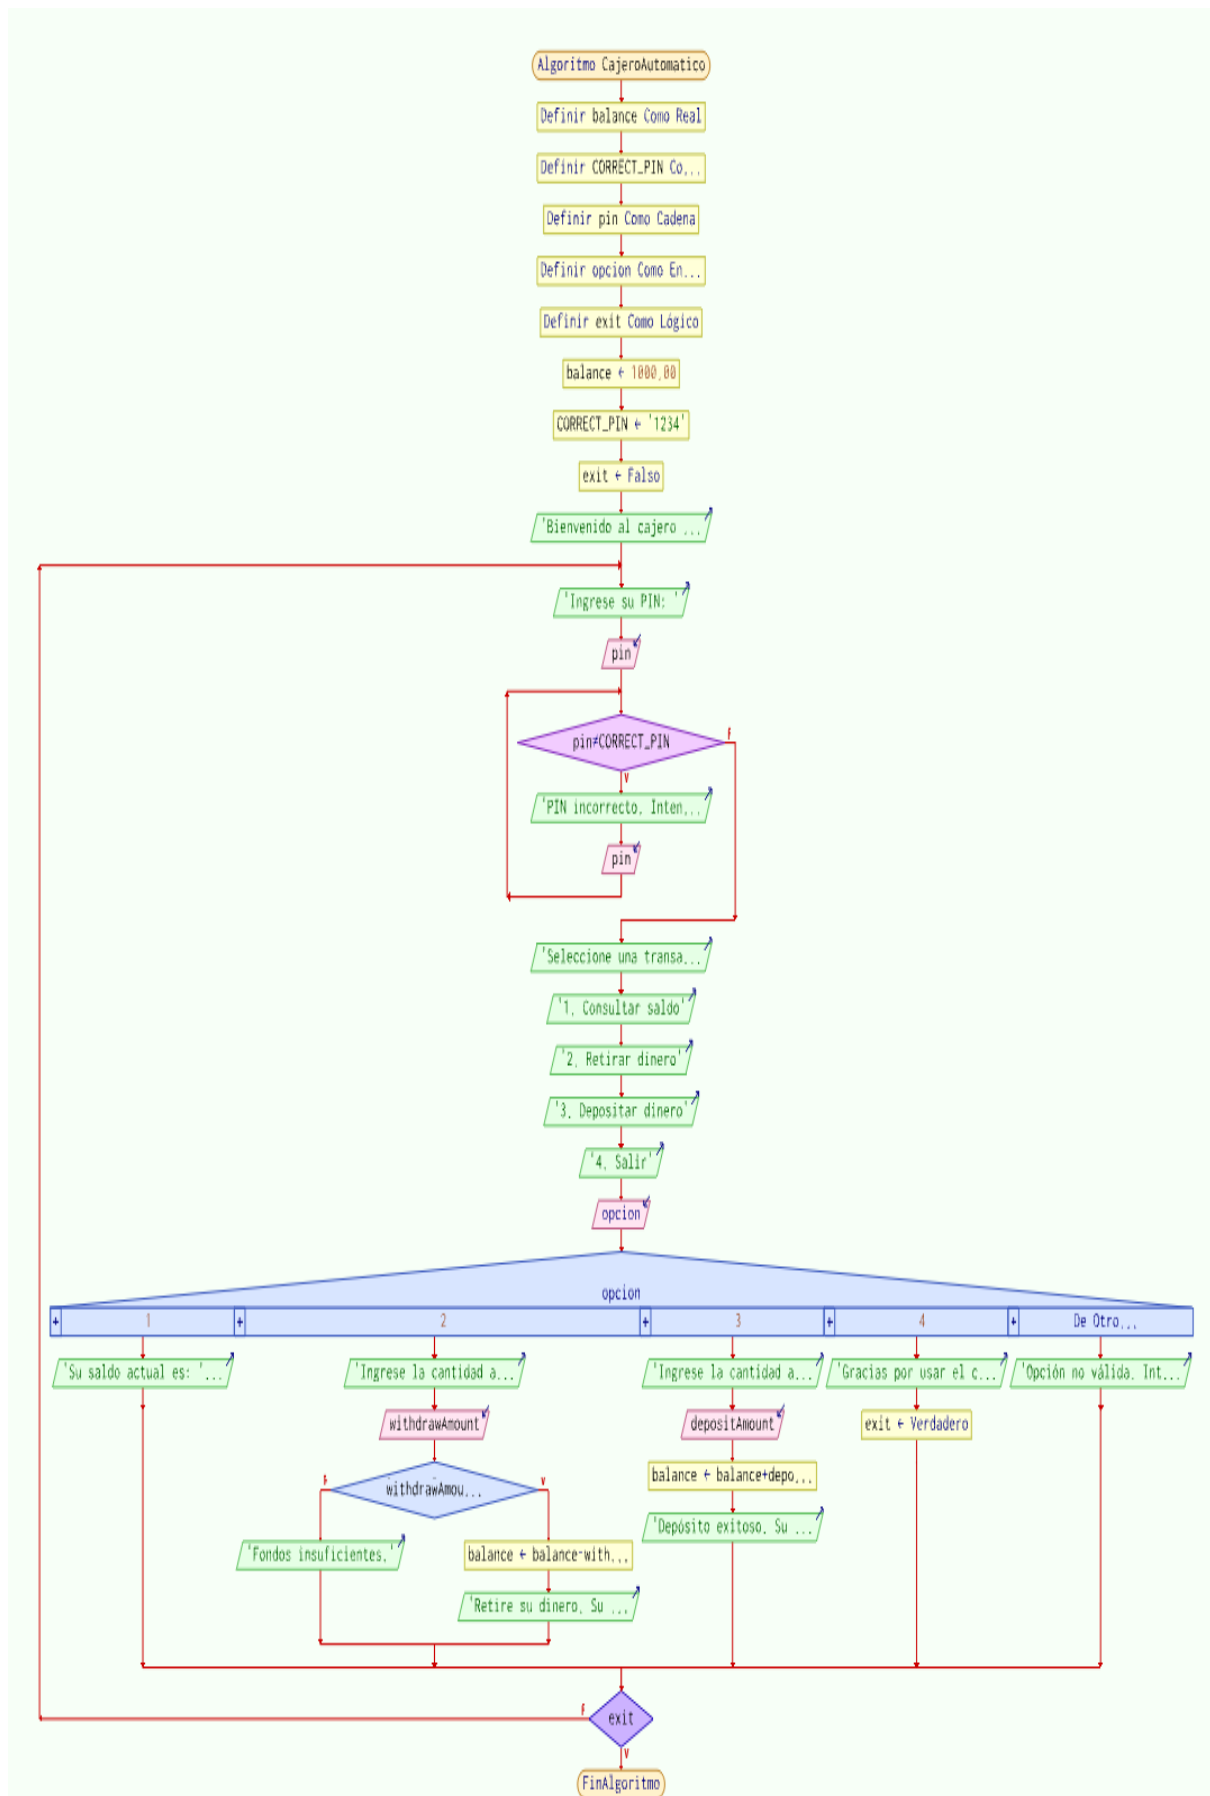 Algoritmo CajeroAutomatico
Definir balance Como Real
Definir CORRECT_PIN Co...
Definir pin Como Cadena
Definir opcion Como En...
Definir exit Como Lógico
balance ← 1000.00
CORRECT_PIN ← '1234'
exit ← Falso
'Bienvenido al cajero ...
'Ingrese su PIN: '
pin
pin≠CORRECT_PIN
F
V
'PIN incorrecto. Inten...
pin
'Seleccione una transa...
'1. Consultar saldo'
'2. Retirar dinero'
'3. Depositar dinero'
'4. Salir'
opcion
opcion
+ 1 + 2 + 3 + 4 + De Otro...
'Su saldo actual es: '... 'Ingrese la cantidad a... 'Ingrese la cantidad a... 'Gracias por usar el c... 'Opción no válida. Int...
withdrawAmount depositAmount exit ← Verdadero
F withdrawAmou... V balance ← balance+depo...
'Depósito exitoso. Su ...
'Fondos insuficientes.' balance ← balance-with...
'Retire su dinero. Su ...
F exit
V
FinAlgoritmo